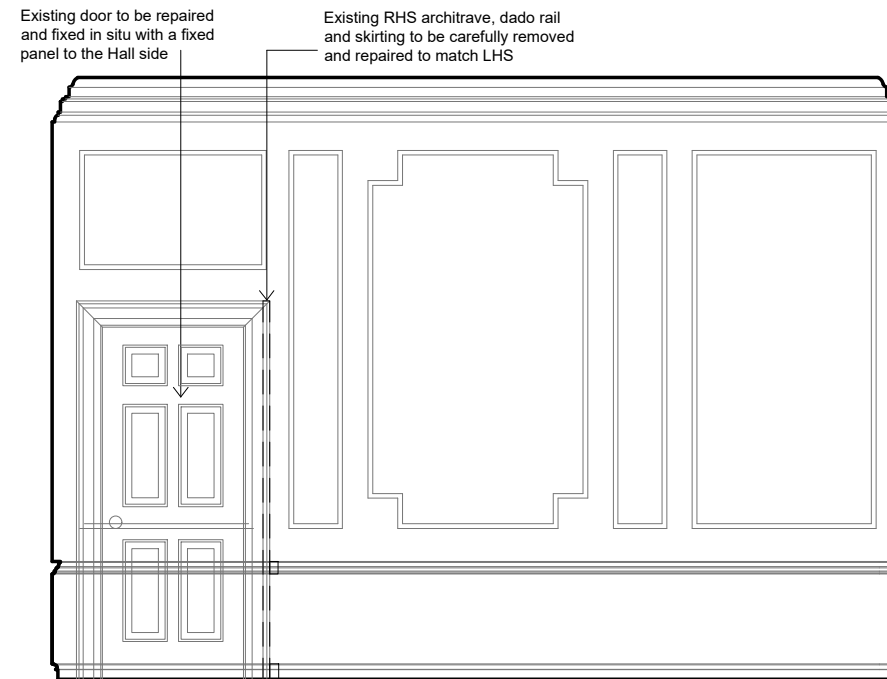 Existing door to be repaired
and fixed in situ with a fixed
panel to the Hall side
Existing RHS architrave, dado rail
and skirting to be carefully removed
and repaired to match LHS